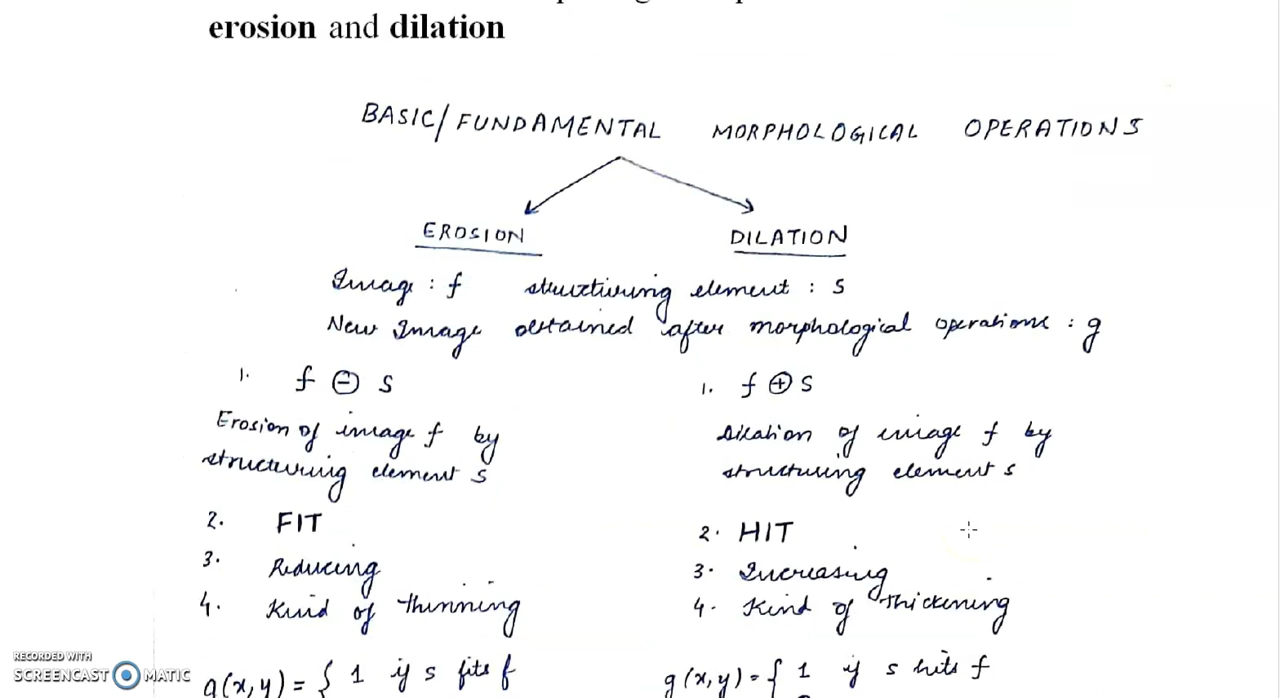 erosion and dilation
BASIC/FUNDAMENTAL MORPHOLOGICAL OPERATIONS
EROSION
DILATION
Image : f structuring element : s
New Image obtained after morphological operations : g
1. f ⊖ s
Erosion of image f by
structuring element s
2. FIT
3. Reducing
4. Kind of thinning
g(x,y) = { 1 if s fits f
1. f ⊕ s
Dilation of image f by
structuring element s
2. HIT
3. Increasing
4. Kind of Thickening
g(x,y) = { 1 if s hits f
RECORDED WITH
SCREENCAST MATIC